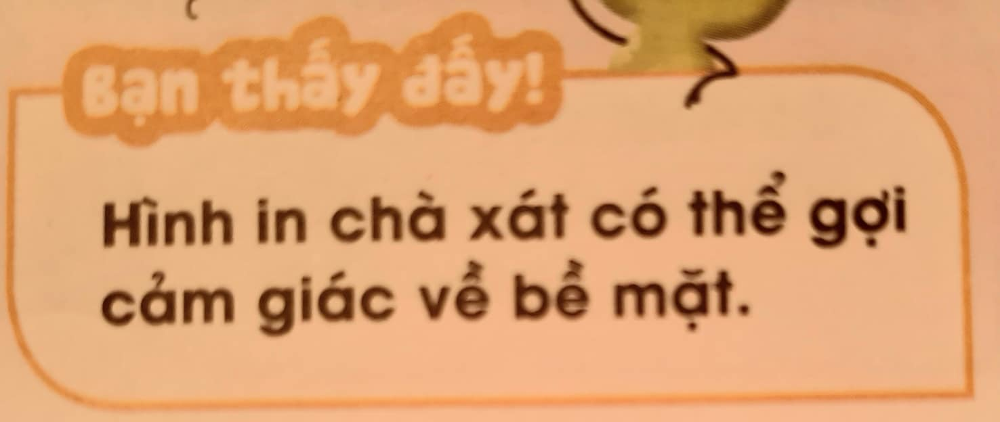 Bạn thấy đấy!
Hình in chà xát có thể gợi
cảm giác về bề mặt.